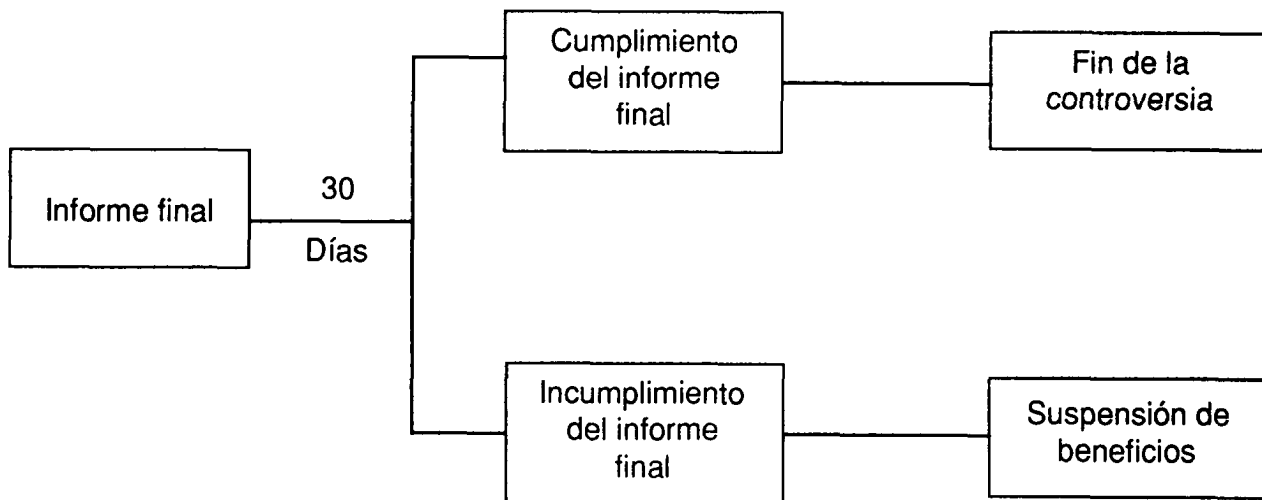 Informe final
30
Días
Cumplimiento
del informe
final
Fin de la
controversia
Incumplimiento
del informe
final
Suspensión de
beneficios